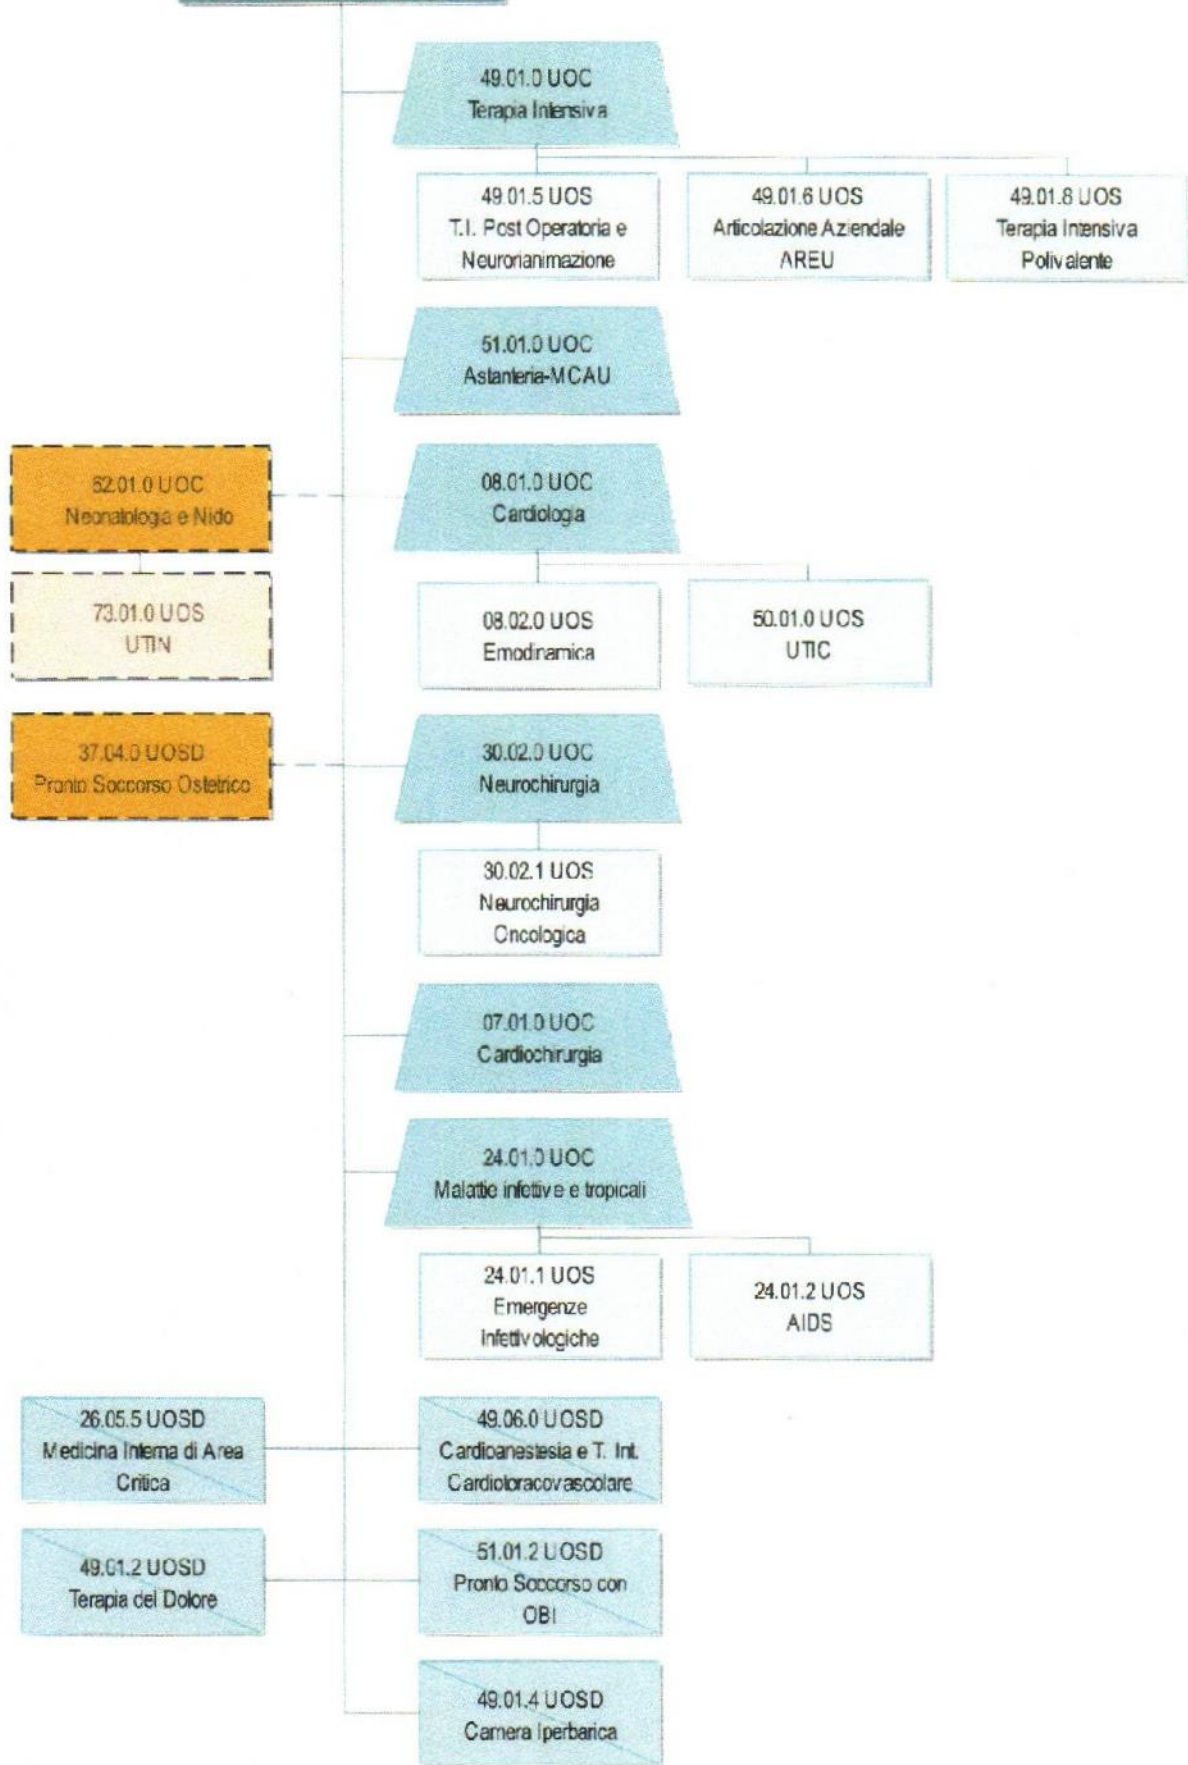 49.01.0 UOC
Terapia Intensiva
49.01.5 UOS
T.I. Post Operatoria e
Neurorianimazione
49.01.6 UOS
Articolazione Aziendale
AREU
49.01.8 UOS
Terapia Intensiva
Polivalente
51.01.0 UOC
Astanteria-MCAU
62.01.0 UOC
Neonatologia e Nido
08.01.0 UOC
Cardiologia
73.01.0 UOS
UTIN
08.02.0 UOS
Emodinamica
50.01.0 UOS
UTIC
37.04.0 UOSD
Pronto Soccorso Ostetrico
30.02.0 UOC
Neurochirurgia
30.02.1 UOS
Neurochirurgia
Oncologica
07.01.0 UOC
Cardiochirurgia
24.01.0 UOC
Malattie infettive e tropicali
24.01.1 UOS
Emergenze
Infettivologiche
24.01.2 UOS
AIDS
26.05.5 UOSD
Medicina Interna di Area
Critica
49.06.0 UOSD
Cardioanestesia e T. Int.
Cardiotoracovascolare
49.01.2 UOSD
Terapia del Dolore
51.01.2 UOSD
Pronto Soccorso con
OBI
49.01.4 UOSD
Camera Iperbarica